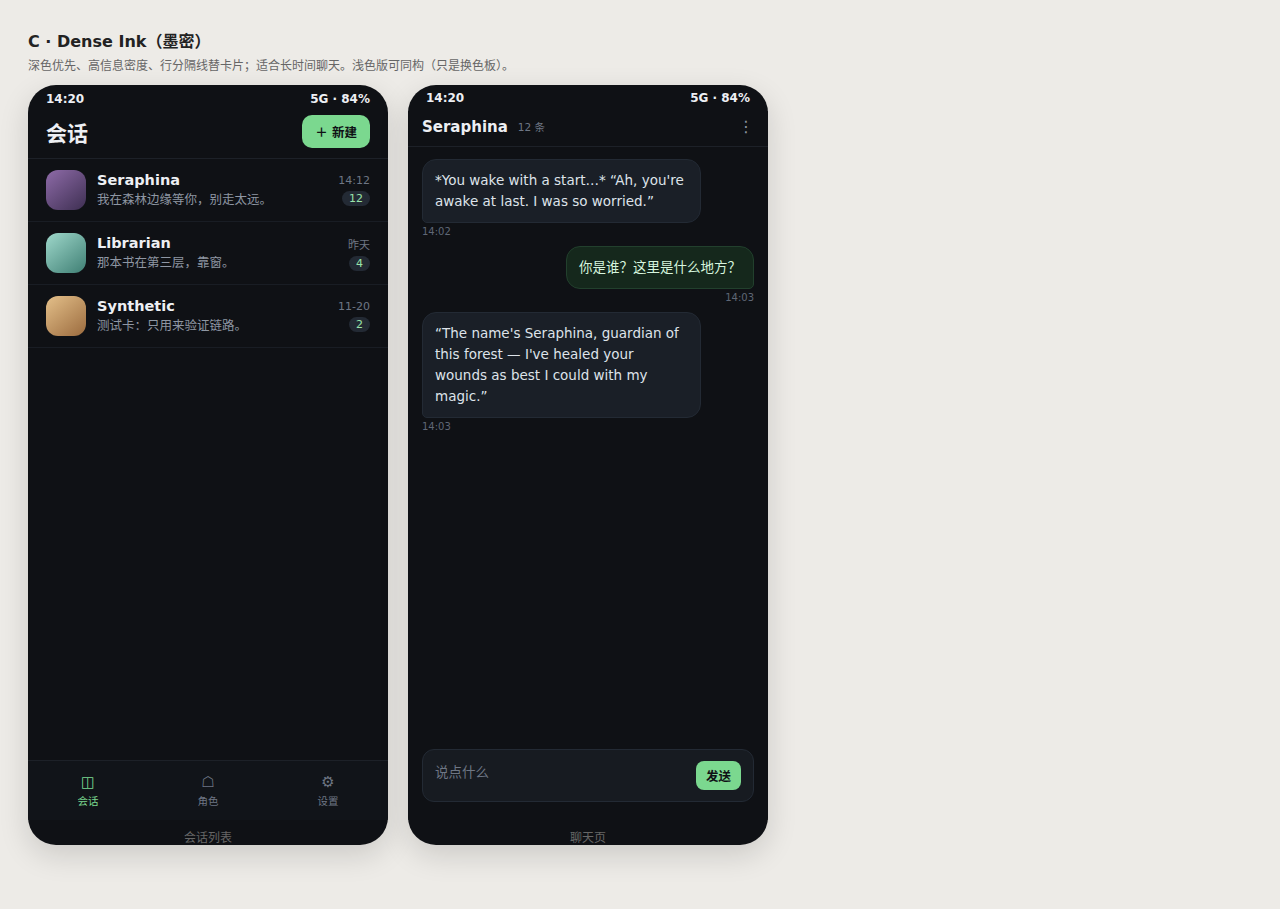 C · Dense Ink（墨密）
深色优先、高信息密度、行分隔线替卡片；适合长时间聊天。浅色版可同构（只是换色板）。
14:20 5G · 84%
会话 ＋ 新建
Seraphina 14:12
我在森林边缘等你，别走太远。 12
Librarian 昨天
那本书在第三层，靠窗。 4
Synthetic 11-20
测试卡：只用来验证链路。 2
会话 角色 设置
会话列表
14:20 5G · 84%
Seraphina 12 条 ⋮
*You wake with a start…* “Ah, you're
awake at last. I was so worried.”
14:02
你是谁？这里是什么地方？
14:03
“The name's Seraphina, guardian of
this forest — I've healed your
wounds as best I could with my
magic.”
14:03
说点什么 发送
聊天页